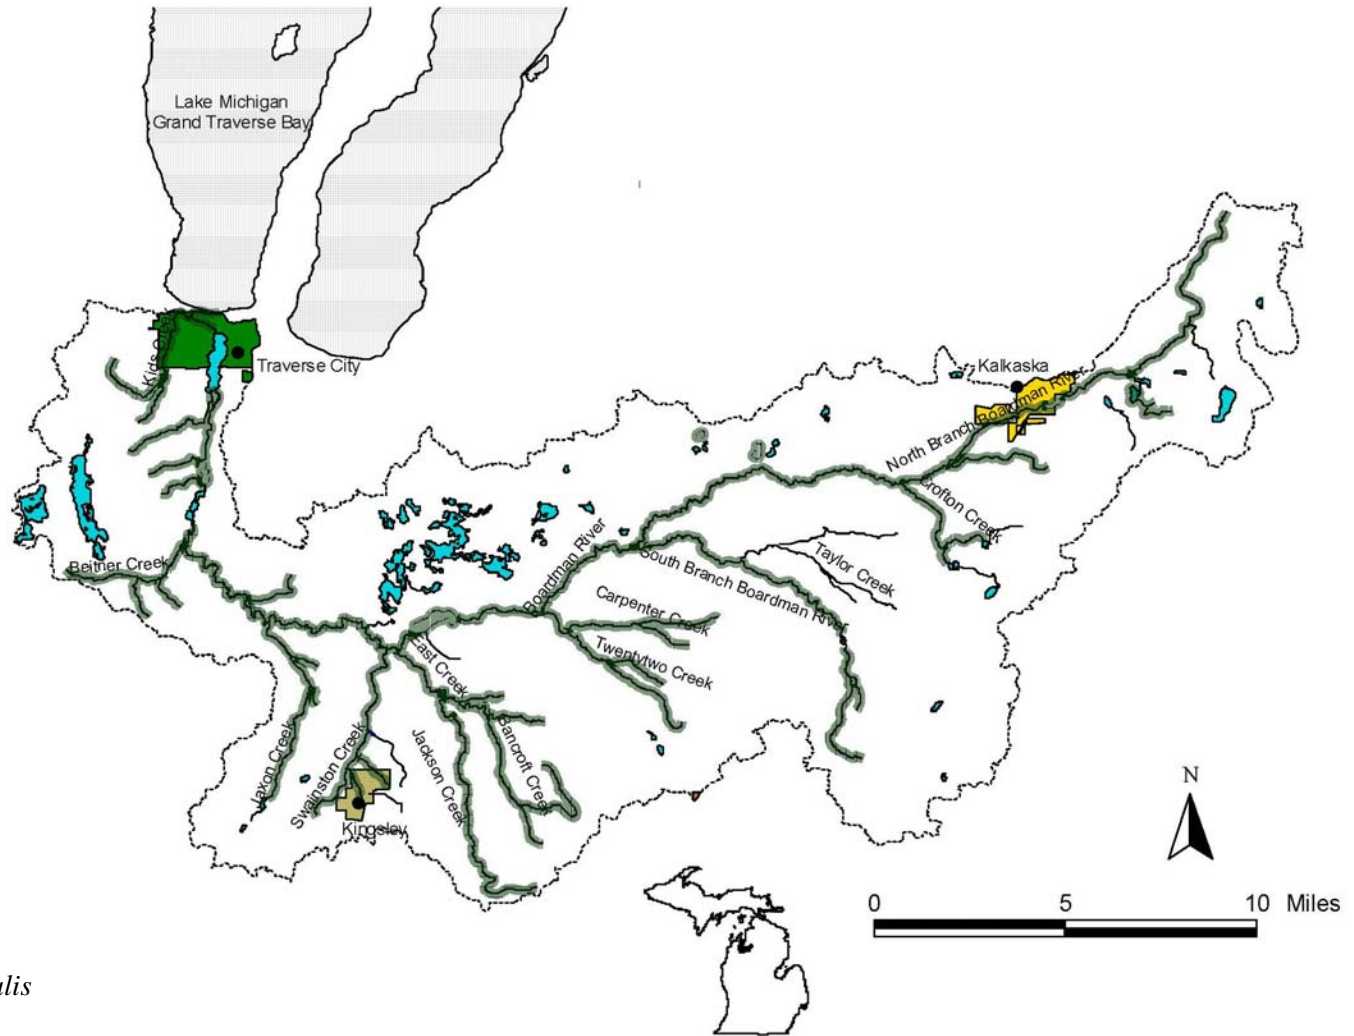 Lake Michigan
Grand Traverse Bay
Traverse City
Kalkaska
North Branch Boardman River
Crofton Creek
Taylor Creek
South Branch Boardman River
Boardman River
Carpenter Creek
Twentytwo Creek
Beitner Creek
East Creek
Jaxon Creek
Swainston Creek
Jackson Creek
Bancroft Creek
Kingsley
N
0 5 10 Miles
alis